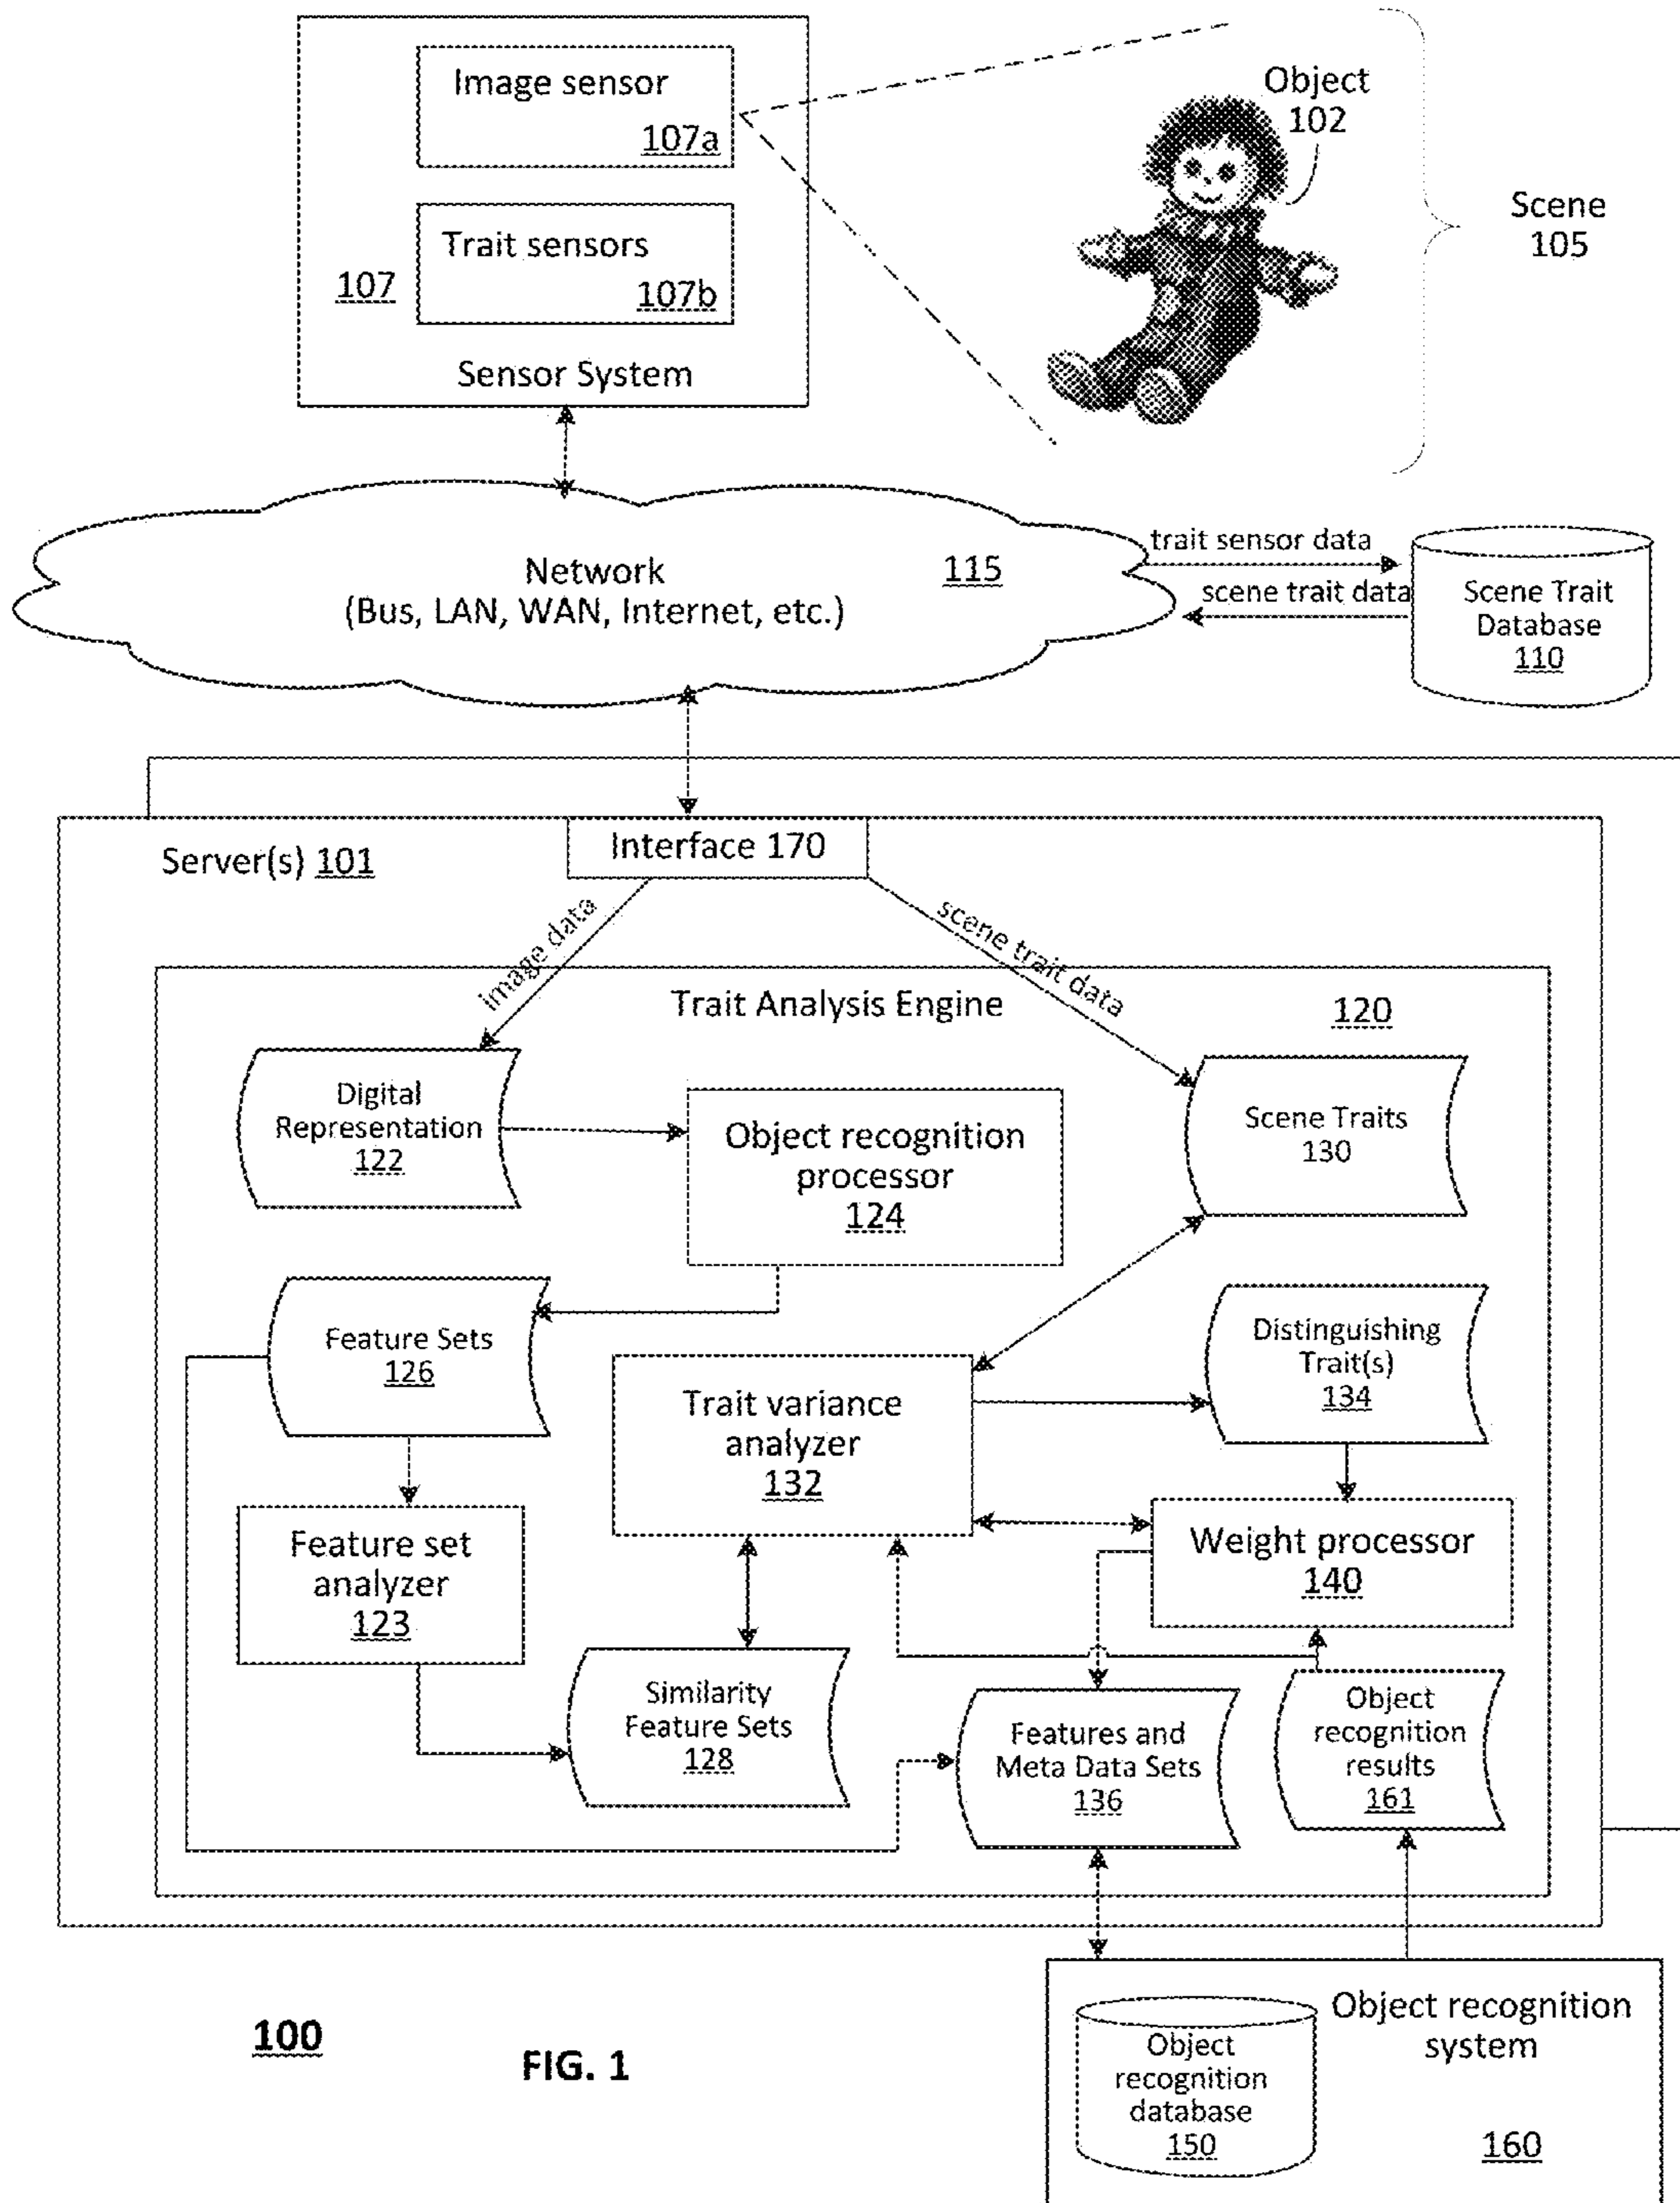 Image sensor
107a
Trait sensors
107b
107
Sensor System
Object
102
Scene
105
Network
(Bus, LAN, WAN, Internet, etc.)
115
trait sensor data
scene trait data
Scene Trait
Database
110
Server(s) 101
Interface 170
image data
scene trait data
Trait Analysis Engine
120
Digital
Representation
122
Object recognition
processor
124
Scene Traits
130
Feature Sets
126
Trait variance
analyzer
132
Distinguishing
Trait(s)
134
Feature set
analyzer
123
Weight processor
140
Similarity
Feature Sets
128
Features and
Meta Data Sets
136
Object
recognition
results
161
100
FIG. 1
Object recognition
system
Object
recognition
database
150
160